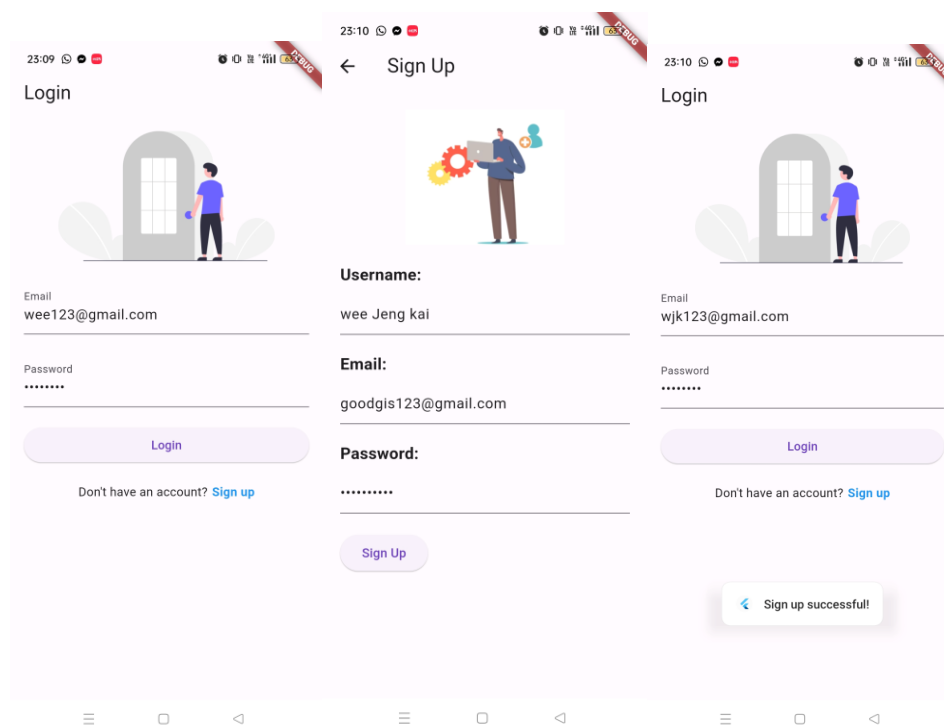 23:09
DEBUG
Login
Email
wee123@gmail.com
Password
••••••••
Login
Don't have an account? Sign up
23:10
DEBUG
Sign Up
Username:
wee Jeng kai
Email:
goodgis123@gmail.com
Password:
••••••••••
Sign Up
23:10
DEBUG
Login
Email
wjk123@gmail.com
Password
••••••••
Login
Don't have an account? Sign up
Sign up successful!